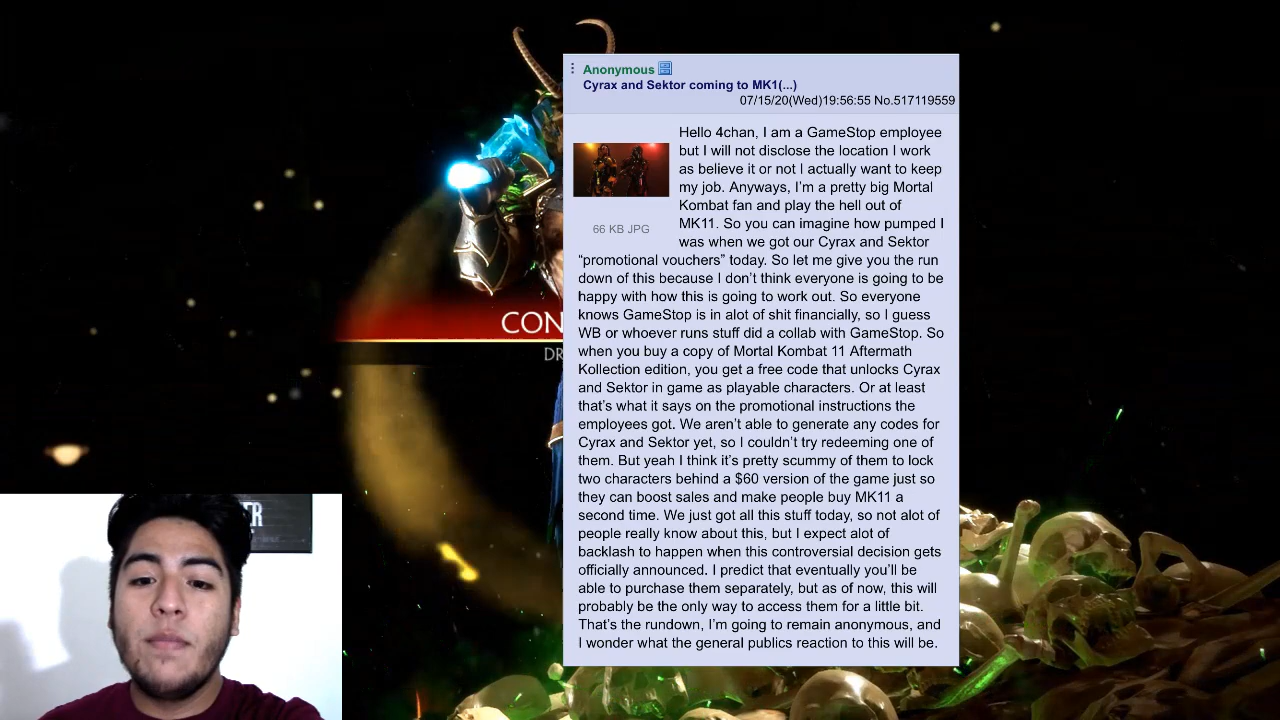 Anonymous
Cyrax and Sektor coming to MK1(...)
07/15/20(Wed)19:56:55 No.517119559
Hello 4chan, I am a GameStop employee
but I will not disclose the location I work
as believe it or not I actually want to keep
my job. Anyways, I'm a pretty big Mortal
Kombat fan and play the hell out of
MK11. So you can imagine how pumped I
was when we got our Cyrax and Sektor
66 KB JPG
“promotional vouchers” today. So let me give you the run
down of this because I don't think everyone is going to be
happy with how this is going to work out. So everyone
knows GameStop is in alot of shit financially, so I guess
WB or whoever runs stuff did a collab with GameStop. So
when you buy a copy of Mortal Kombat 11 Aftermath
Kollection edition, you get a free code that unlocks Cyrax
and Sektor in game as playable characters. Or at least
that's what it says on the promotional instructions the
employees got. We aren't able to generate any codes for
Cyrax and Sektor yet, so I couldn't try redeeming one of
them. But yeah I think it's pretty scummy of them to lock
two characters behind a $60 version of the game just so
they can boost sales and make people buy MK11 a
second time. We just got all this stuff today, so not alot of
people really know about this, but I expect alot of
backlash to happen when this controversial decision gets
officially announced. I predict that eventually you'll be
able to purchase them separately, but as of now, this will
probably be the only way to access them for a little bit.
That's the rundown, I'm going to remain anonymous, and
I wonder what the general publics reaction to this will be.
CON
DR
ER